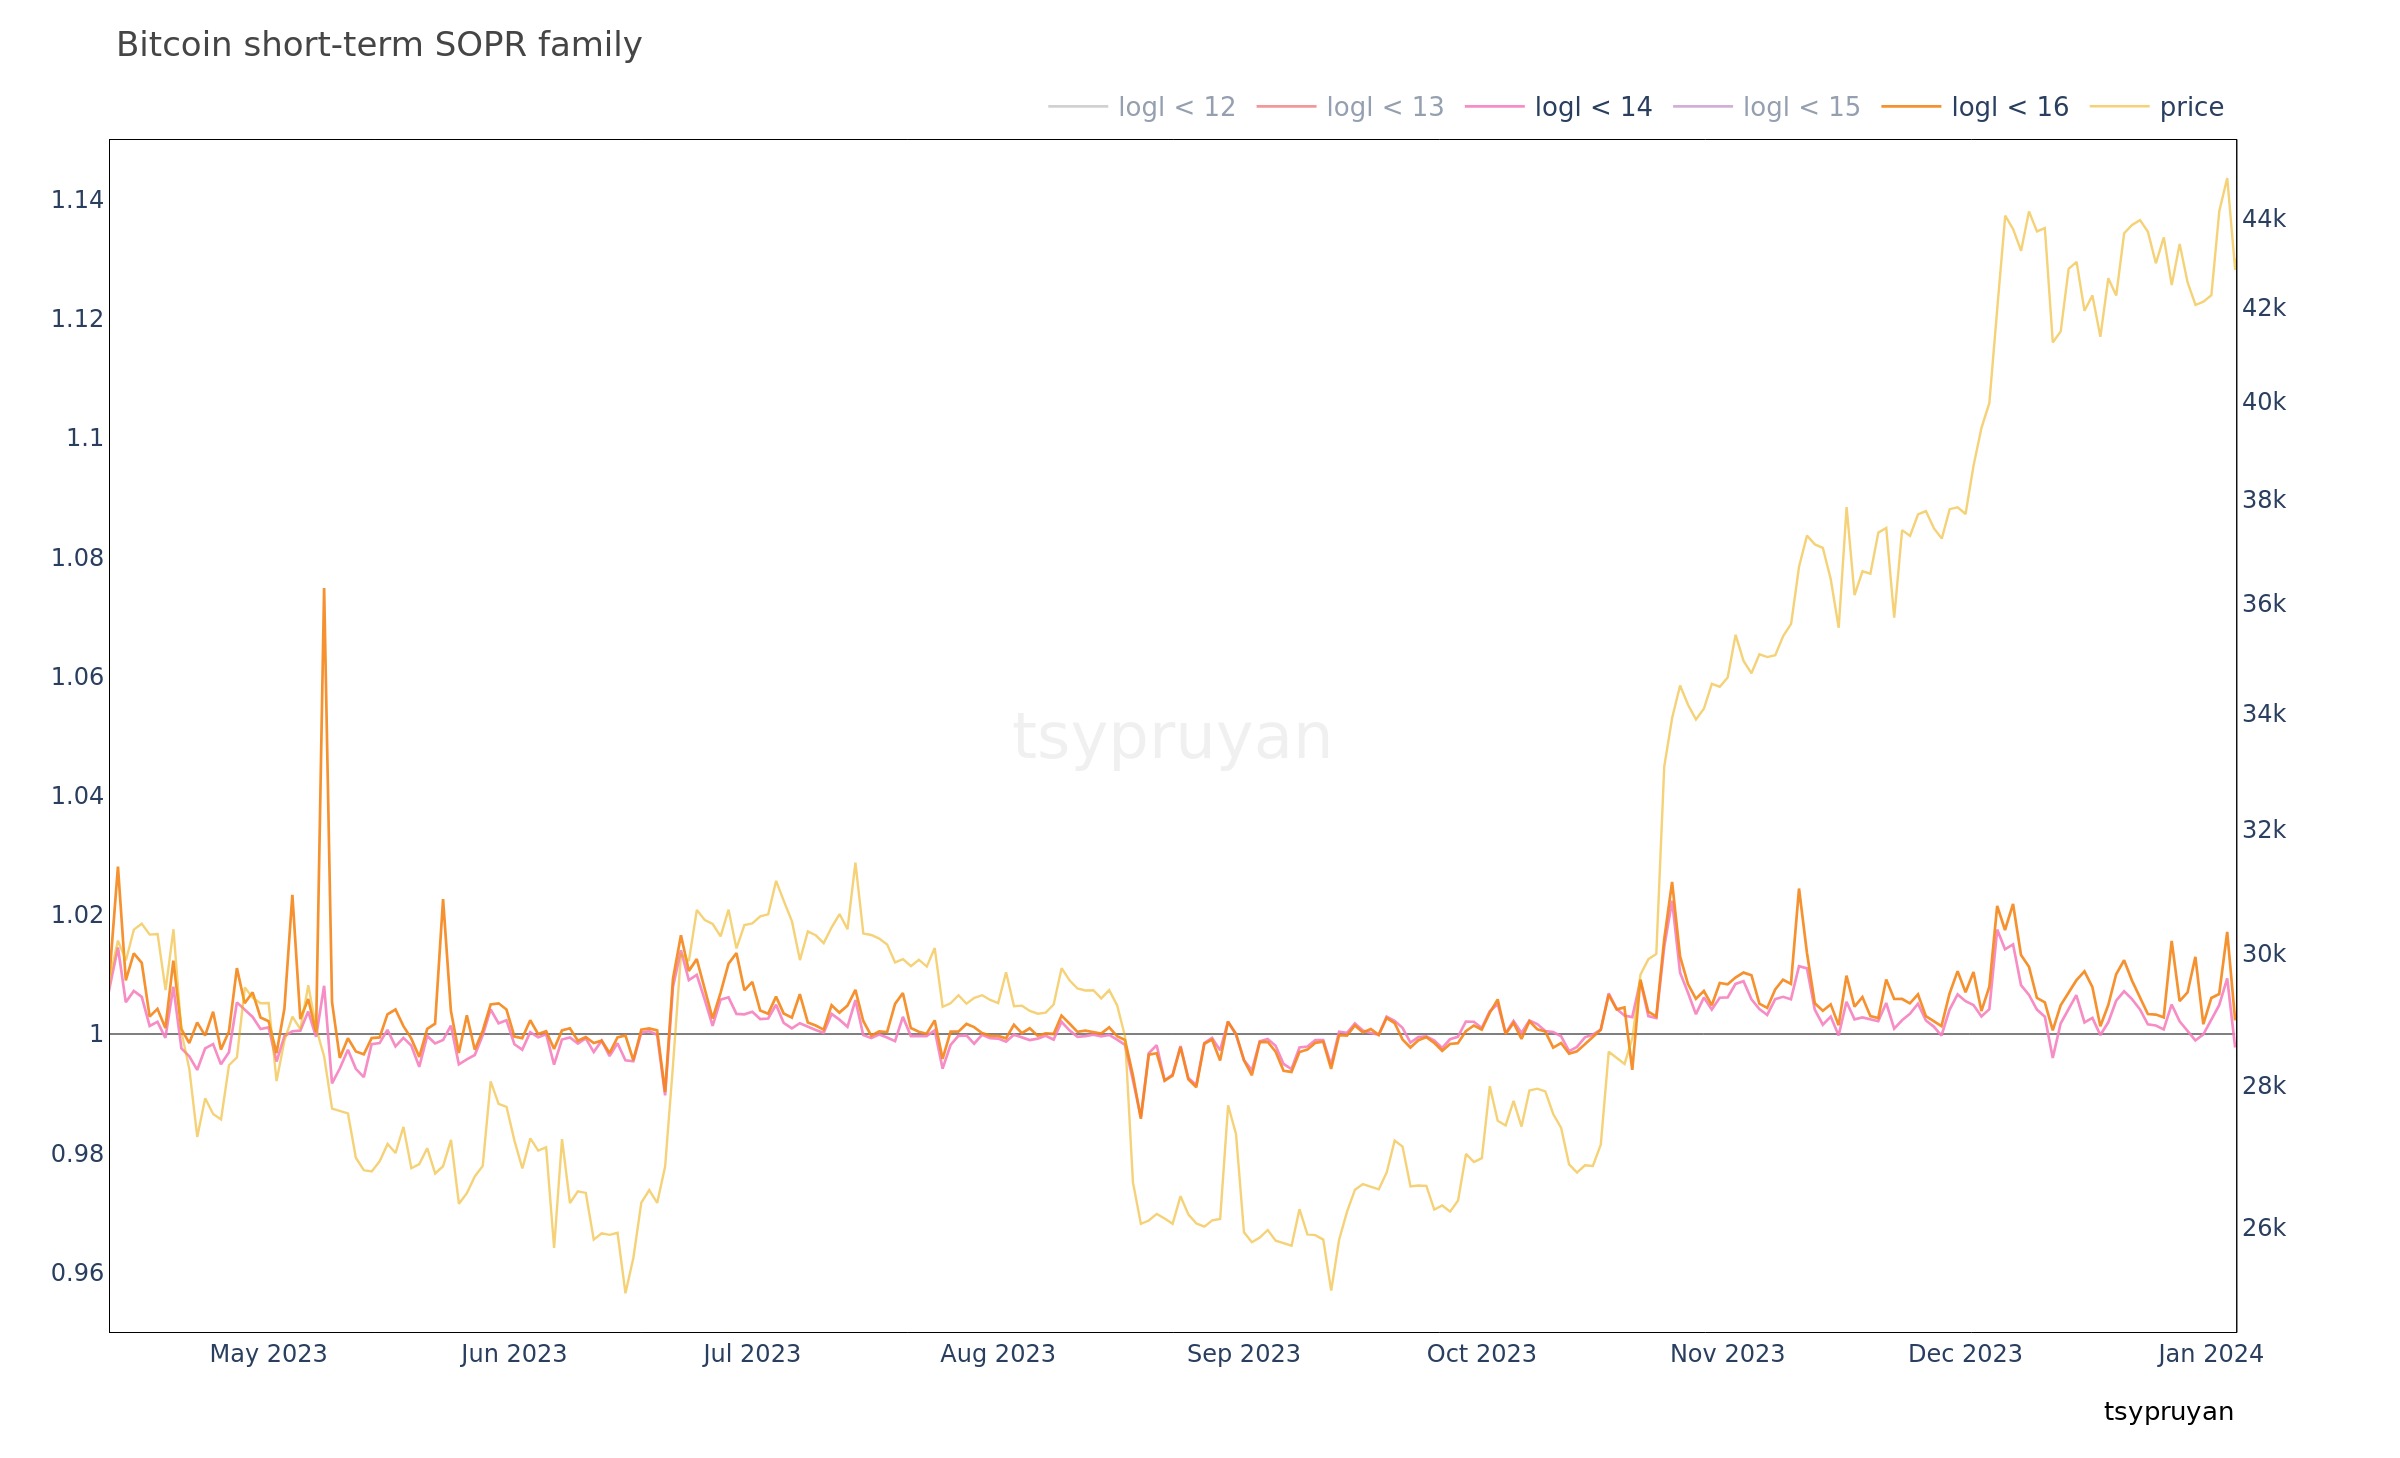 Bitcoin short-term SOPR family
logl < 12 logl < 13 logl < 14 logl < 15 logl < 16 price
1.14
1.12
1.1
1.08
1.06
1.04
1.02
1
0.98
0.96
44k
42k
40k
38k
36k
34k
32k
30k
28k
26k
tsypruyan
May 2023 Jun 2023 Jul 2023 Aug 2023 Sep 2023 Oct 2023 Nov 2023 Dec 2023 Jan 2024
tsypruyan